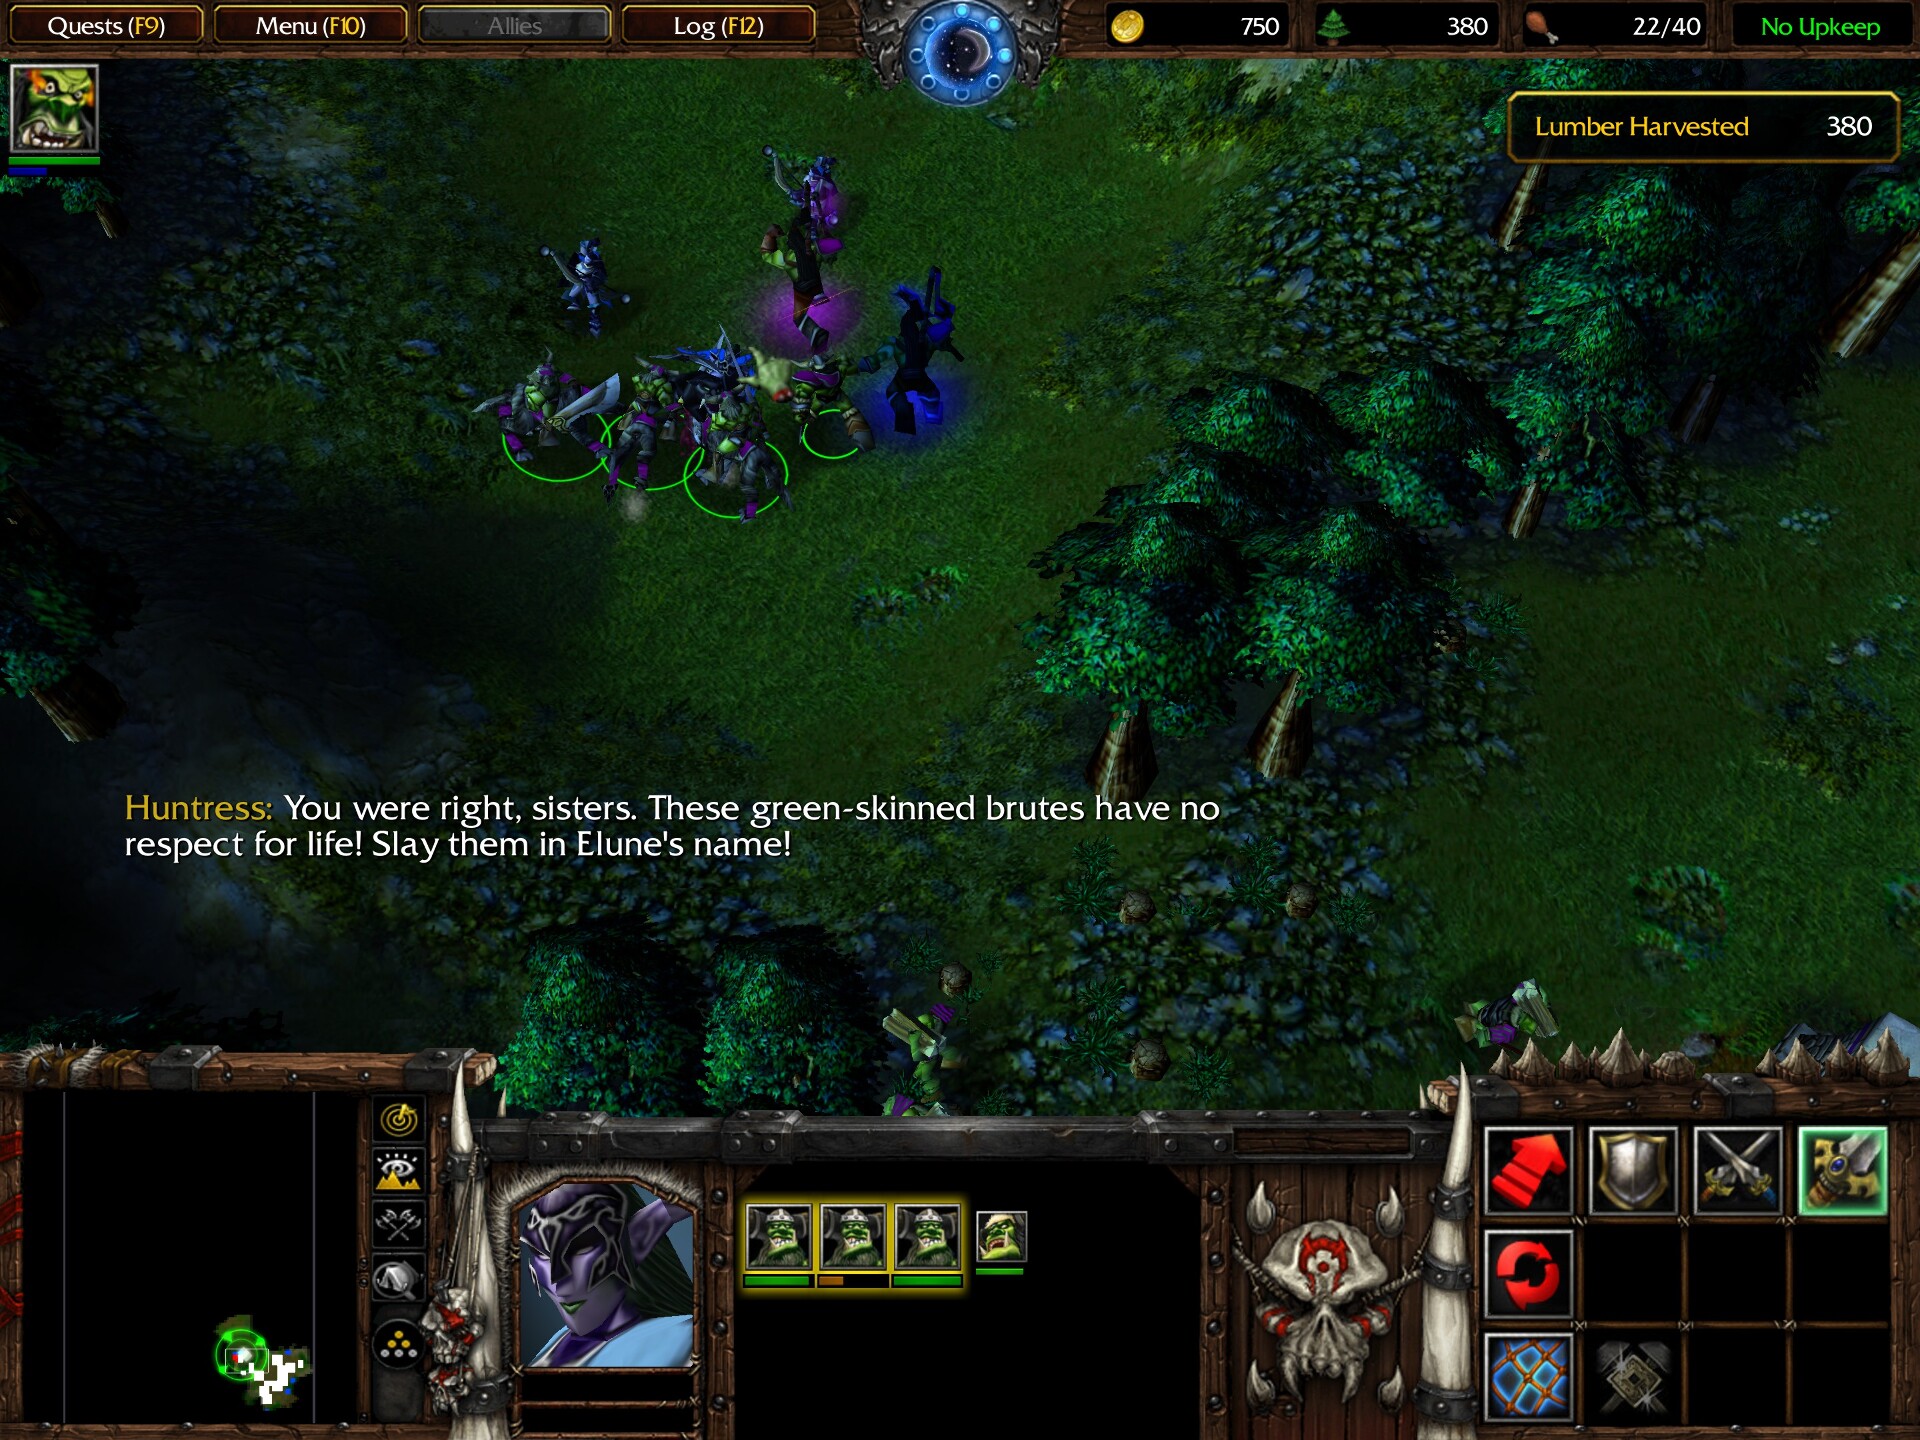 Quests (F9)
Menu (F10)
Allies
Log (F12)
750
380
22/40
No Upkeep
Lumber Harvested 380
Huntress: You were right, sisters. These green-skinned brutes have no
respect for life! Slay them in Elune's name!